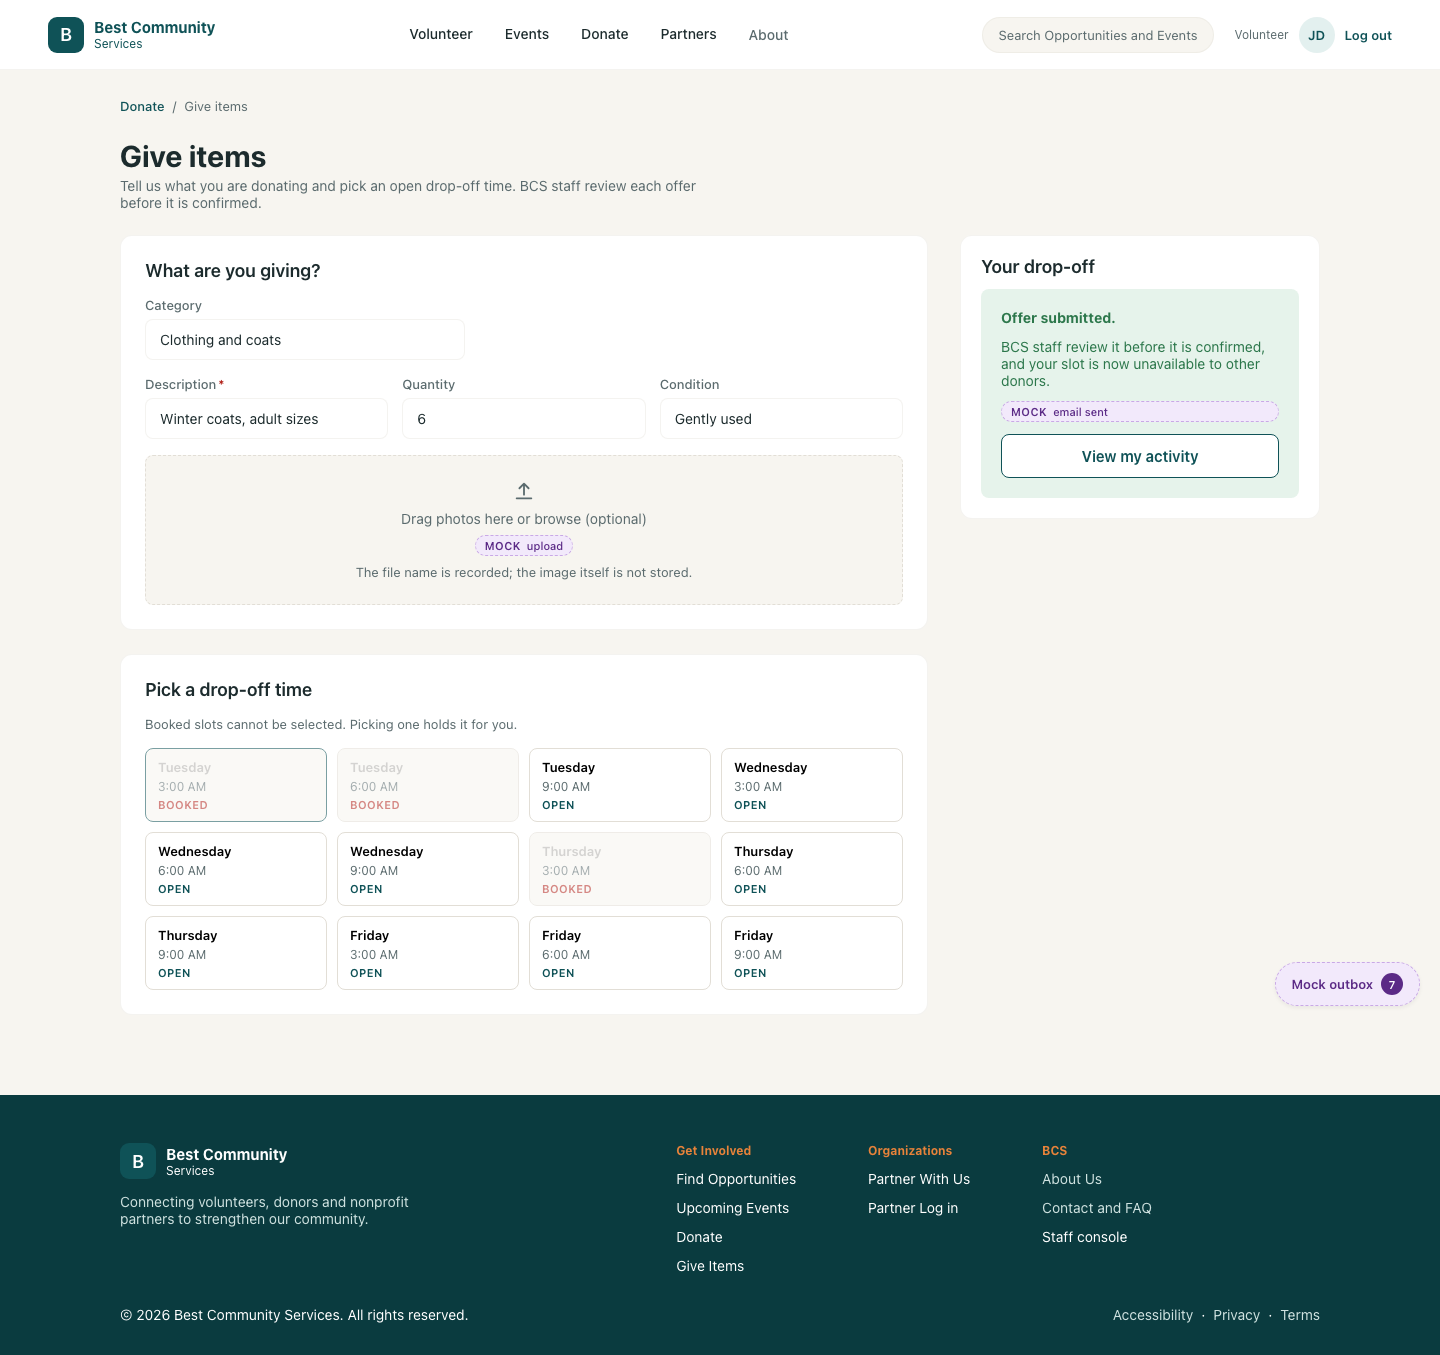 B
Best Community
Services
Volunteer
Events
Donate
Partners
About
Search Opportunities and Events
Volunteer
JD
Log out
Donate / Give items
Give items
Tell us what you are donating and pick an open drop-off time. BCS staff review each offer
before it is confirmed.
What are you giving?
Category
Clothing and coats
Description*
Quantity
Condition
Winter coats, adult sizes
6
Gently used
Drag photos here or browse (optional)
MOCK upload
The file name is recorded; the image itself is not stored.
Your drop-off
Offer submitted.
BCS staff review it before it is confirmed,
and your slot is now unavailable to other
donors.
MOCK email sent
View my activity
Pick a drop-off time
Booked slots cannot be selected. Picking one holds it for you.
Tuesday
3:00 AM
BOOKED
Tuesday
6:00 AM
BOOKED
Tuesday
9:00 AM
OPEN
Wednesday
3:00 AM
OPEN
Wednesday
6:00 AM
OPEN
Wednesday
9:00 AM
OPEN
Thursday
3:00 AM
BOOKED
Thursday
6:00 AM
OPEN
Thursday
9:00 AM
OPEN
Friday
3:00 AM
OPEN
Friday
6:00 AM
OPEN
Friday
9:00 AM
OPEN
Mock outbox 7
B
Best Community
Services
Connecting volunteers, donors and nonprofit
partners to strengthen our community.
Get Involved
Find Opportunities
Upcoming Events
Donate
Give Items
Organizations
Partner With Us
Partner Log in
BCS
About Us
Contact and FAQ
Staff console
© 2026 Best Community Services. All rights reserved.
Accessibility · Privacy · Terms